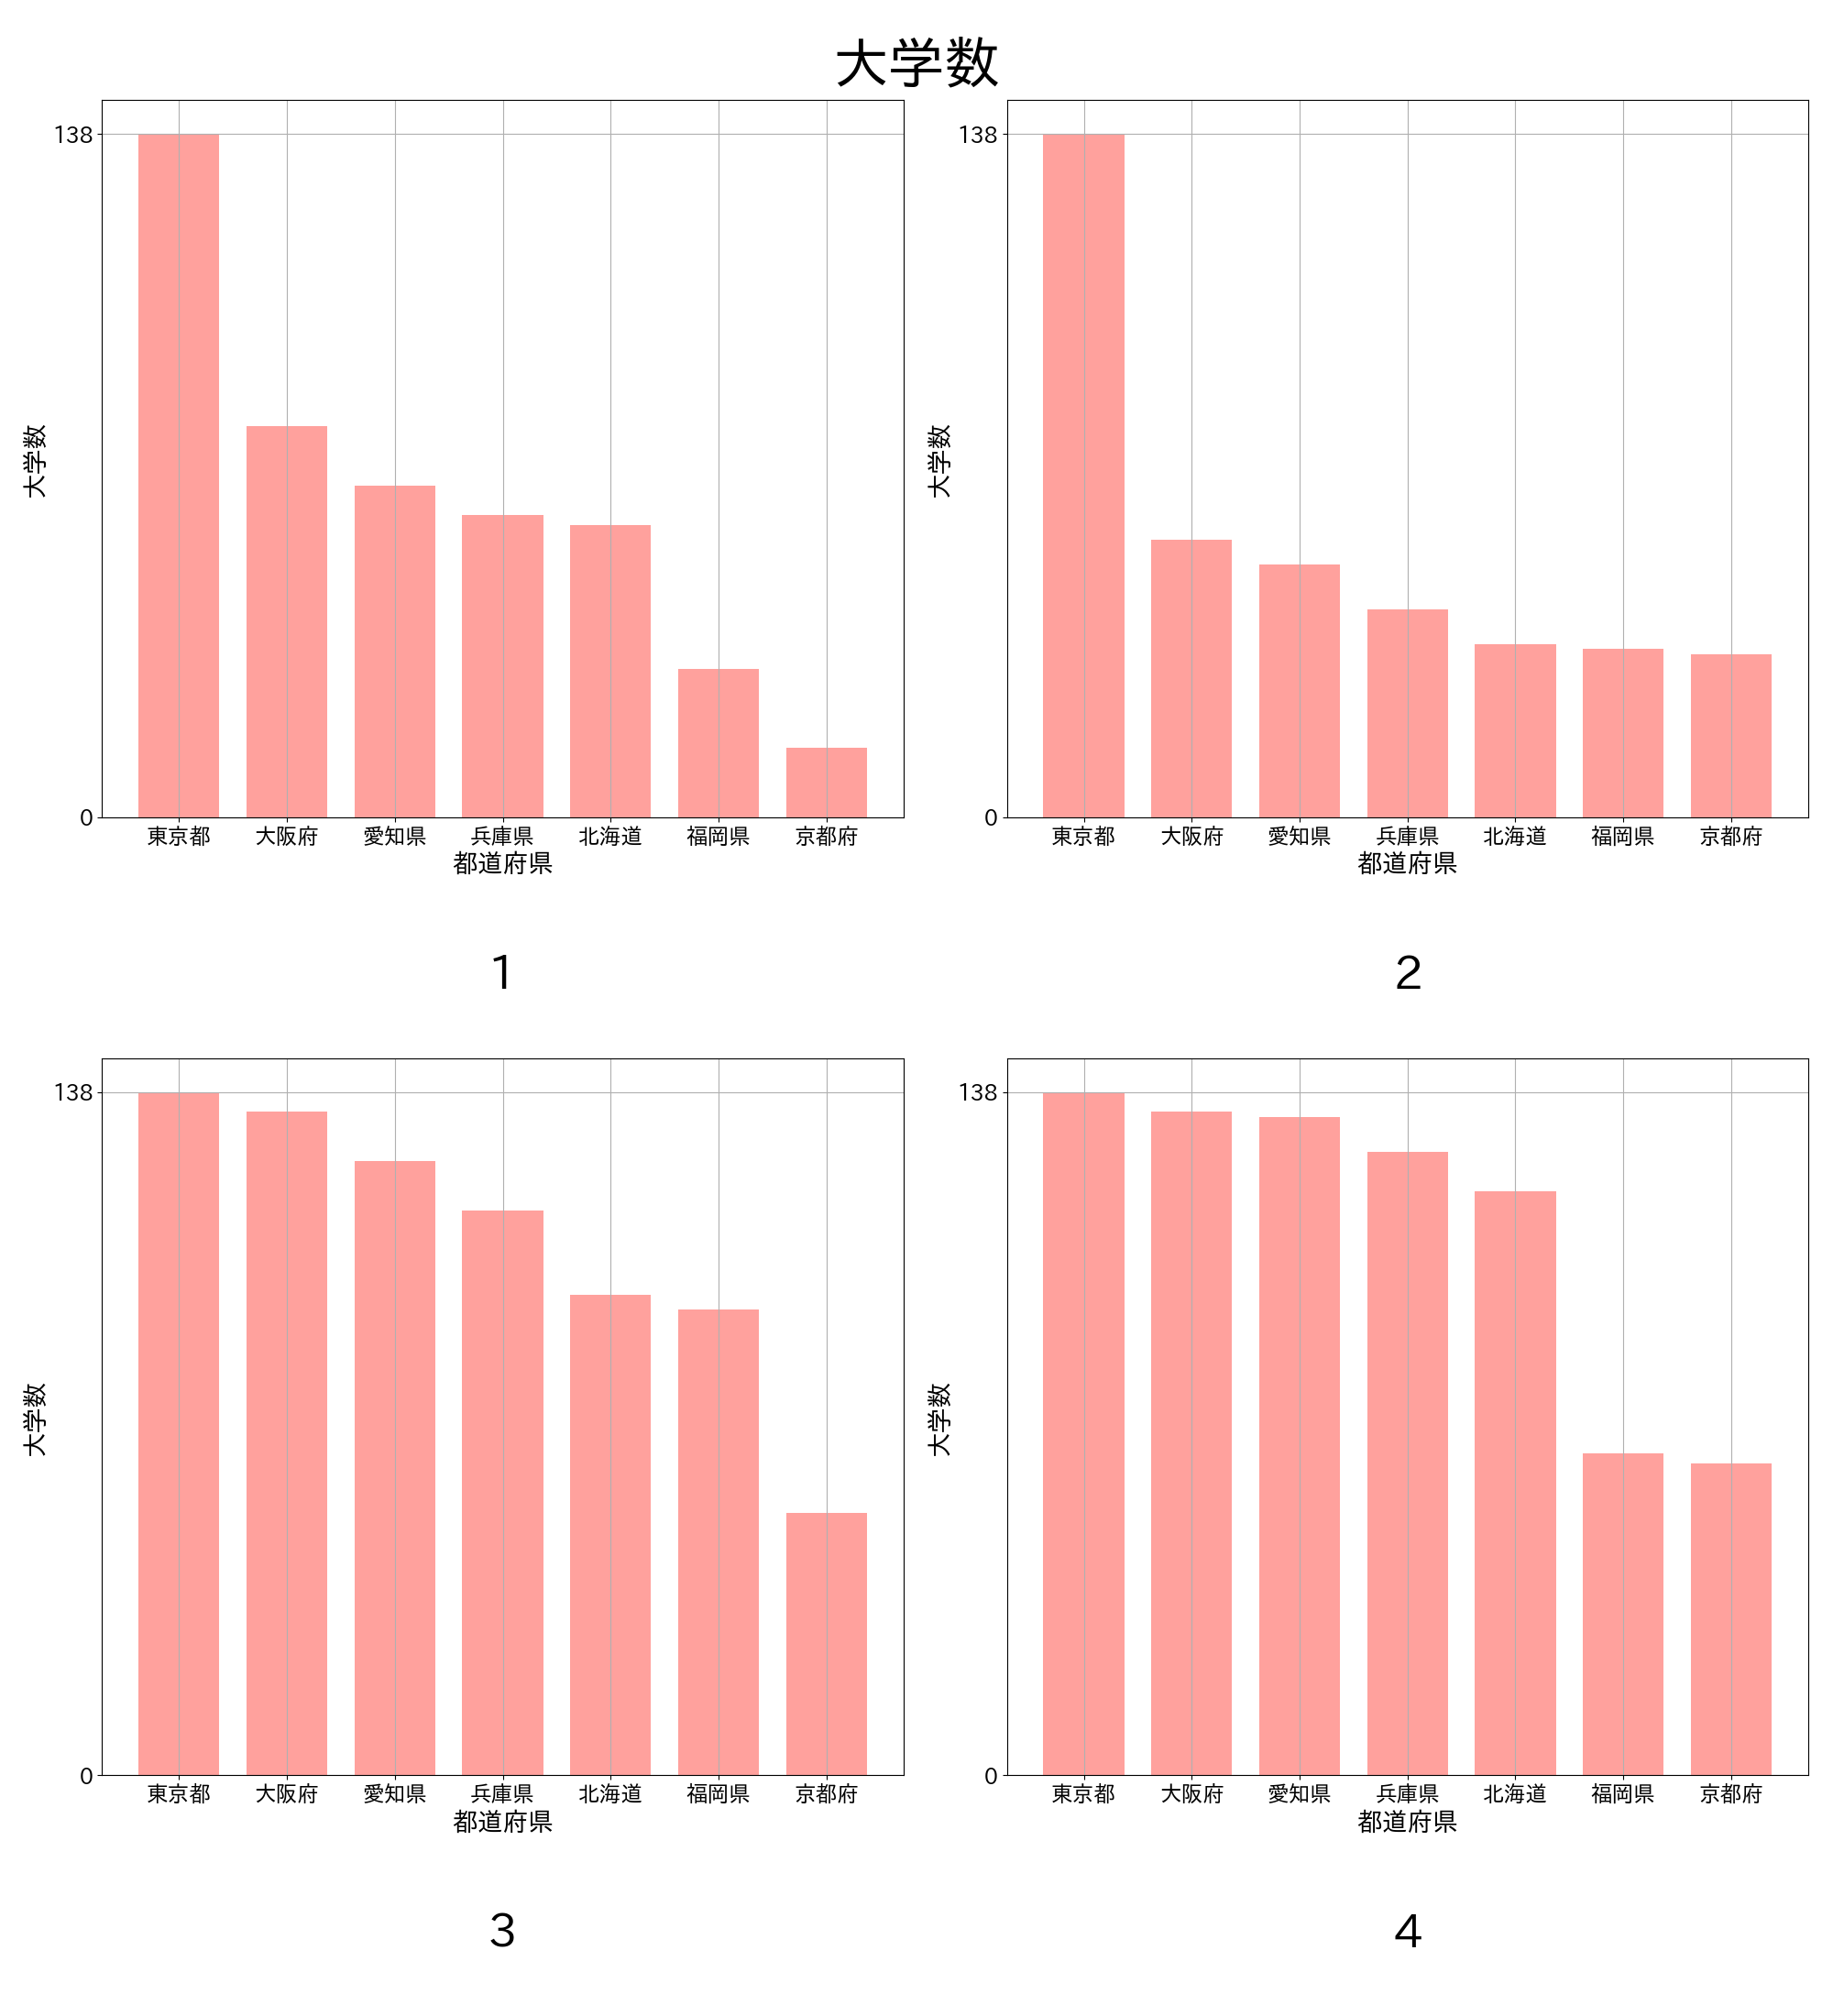 大学数
138
0
大学数
東京都 大阪府 愛知県 兵庫県 北海道 福岡県 京都府
都道府県
1
138
0
大学数
東京都 大阪府 愛知県 兵庫県 北海道 福岡県 京都府
都道府県
2
138
0
大学数
東京都 大阪府 愛知県 兵庫県 北海道 福岡県 京都府
都道府県
3
138
0
大学数
東京都 大阪府 愛知県 兵庫県 北海道 福岡県 京都府
都道府県
4